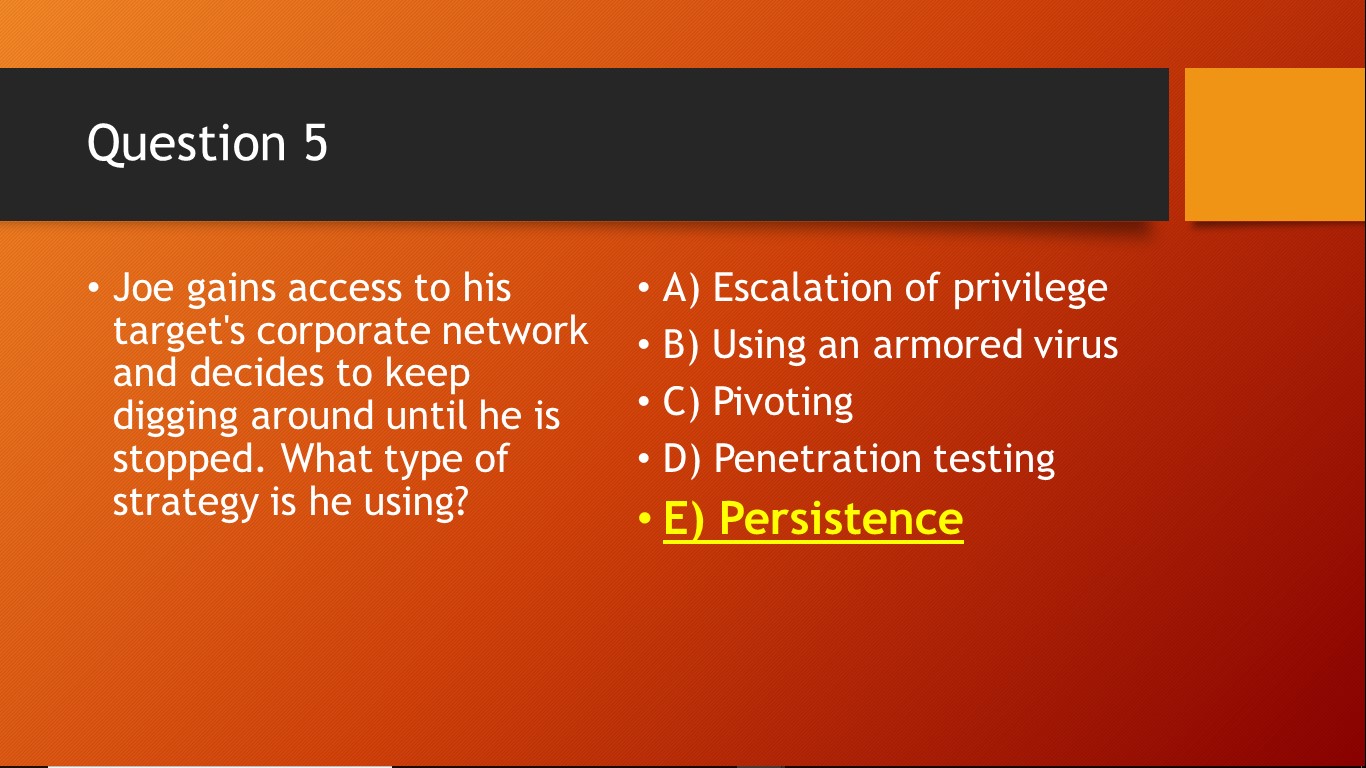 Question 5
• Joe gains access to his
target's corporate network
and decides to keep
digging around until he is
stopped. What type of
strategy is he using?
• A) Escalation of privilege
• B) Using an armored virus
• C) Pivoting
• D) Penetration testing
• E) Persistence